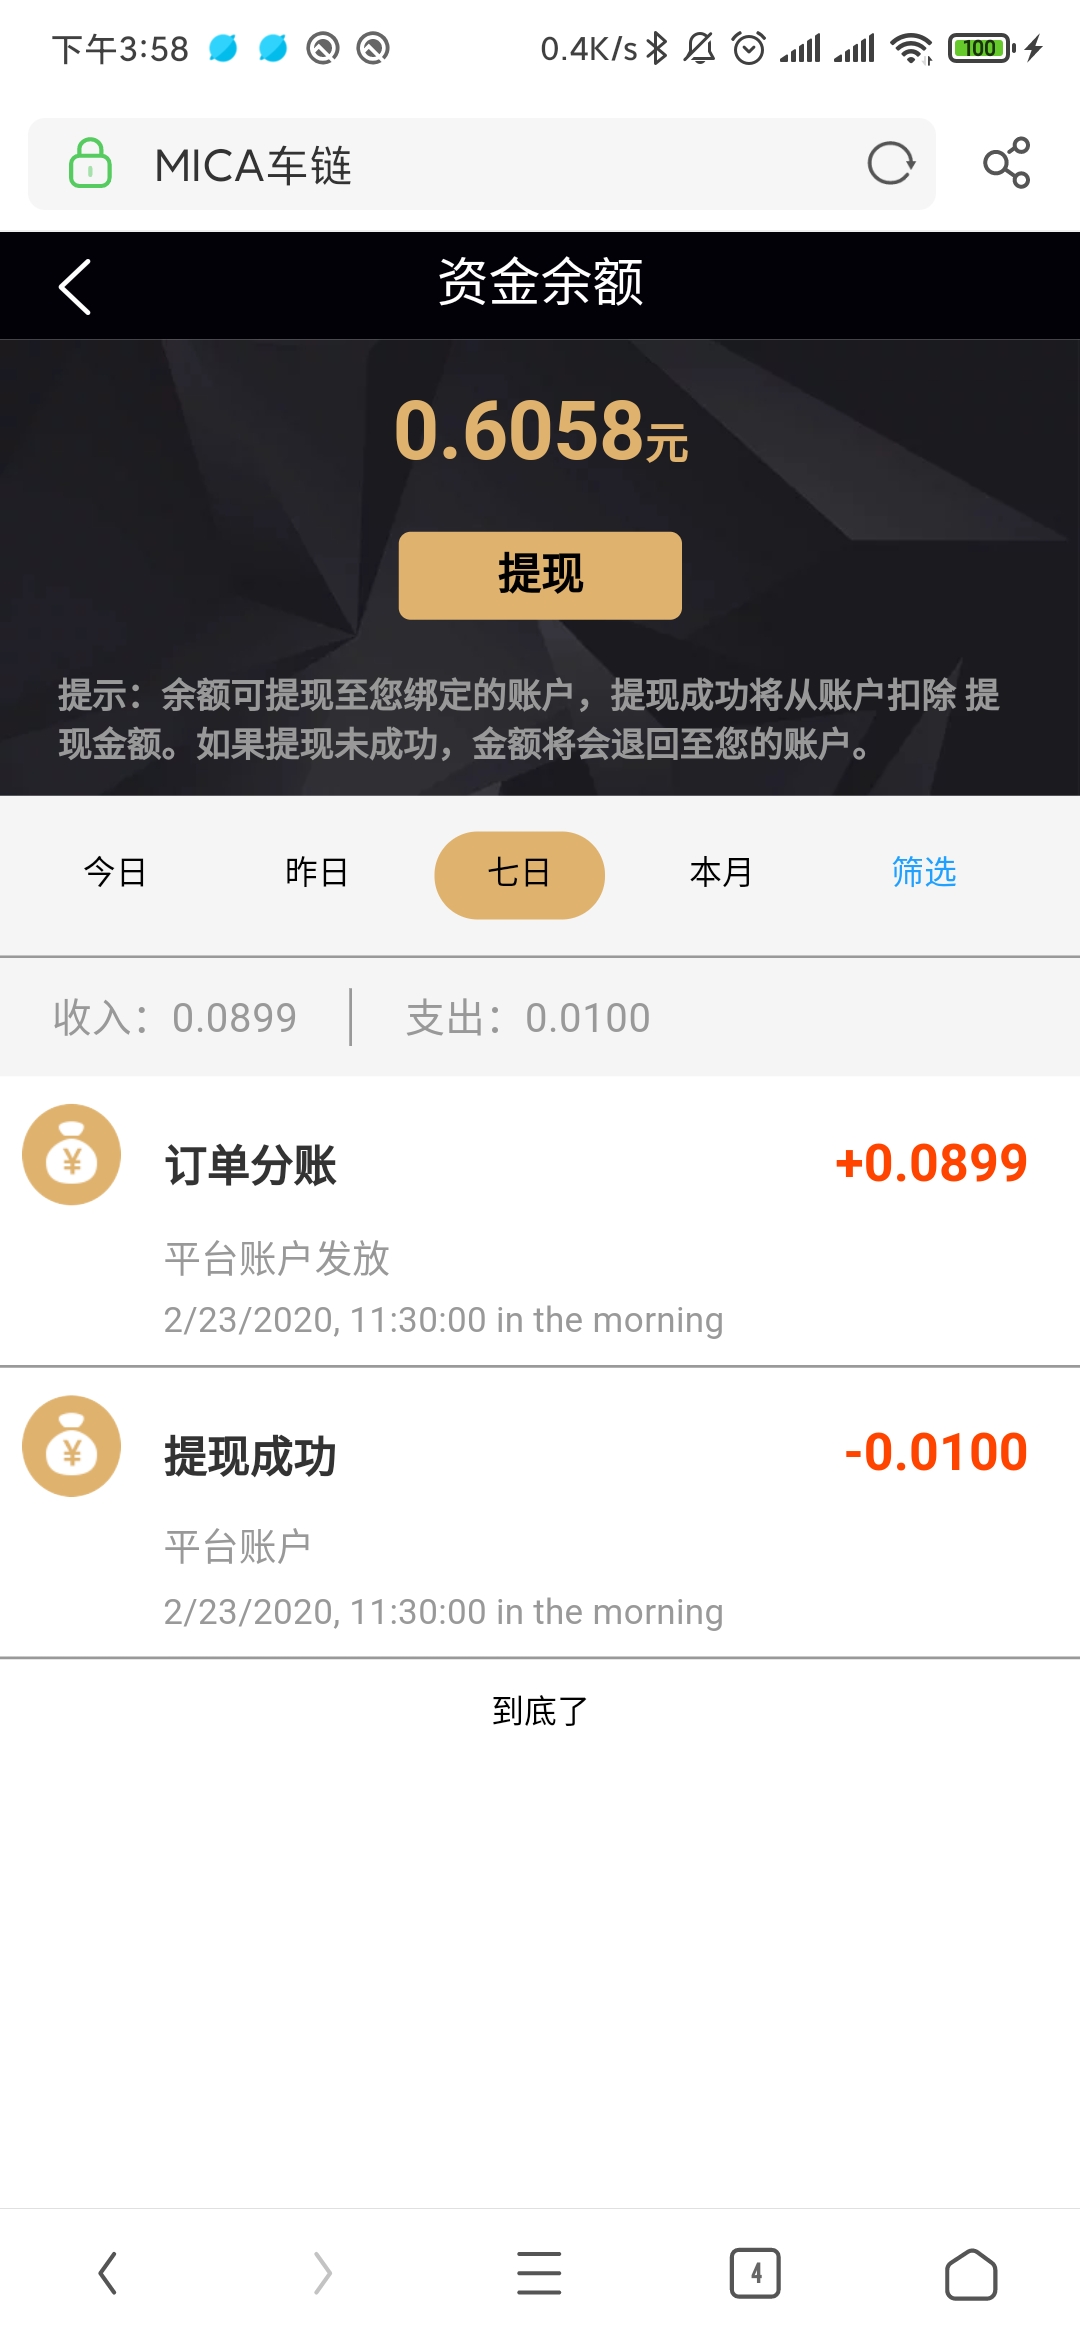 下午3:58
0.4K/s
100
MICA车链
资金余额
0.6058元
提现
提示：余额可提现至您绑定的账户，提现成功将从账户扣除 提
现金额。如果提现未成功，金额将会退回至您的账户。
今日 昨日 七日 本月 筛选
收入：0.0899 支出：0.0100
订单分账 +0.0899
平台账户发放
2/23/2020, 11:30:00 in the morning
提现成功 -0.0100
平台账户
2/23/2020, 11:30:00 in the morning
到底了
4